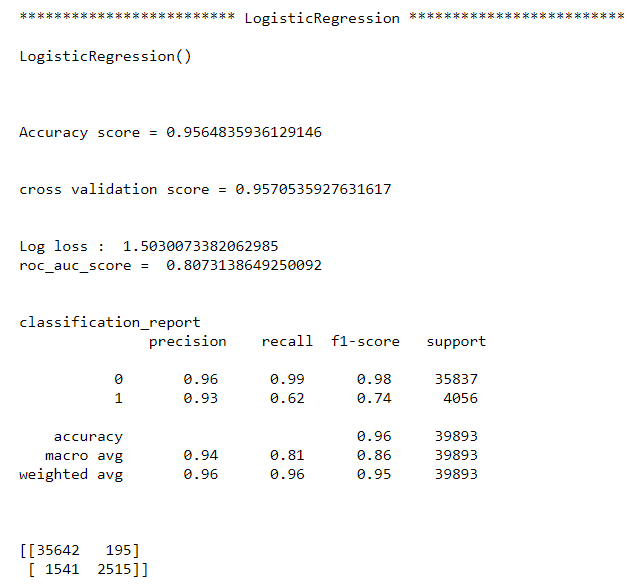 ************************* LogisticRegression *************************
LogisticRegression()
Accuracy score = 0.9564835936129146
cross validation score = 0.9570535927631617
Log loss :  1.5030073382062985
roc_auc_score =  0.8073138649250092
classification_report
precision    recall  f1-score   support
0       0.96      0.99      0.98     35837
1       0.93      0.62      0.74      4056
accuracy                           0.96     39893
macro avg       0.94      0.81      0.86     39893
weighted avg       0.96      0.96      0.95     39893
[[35642   195]
[ 1541  2515]]